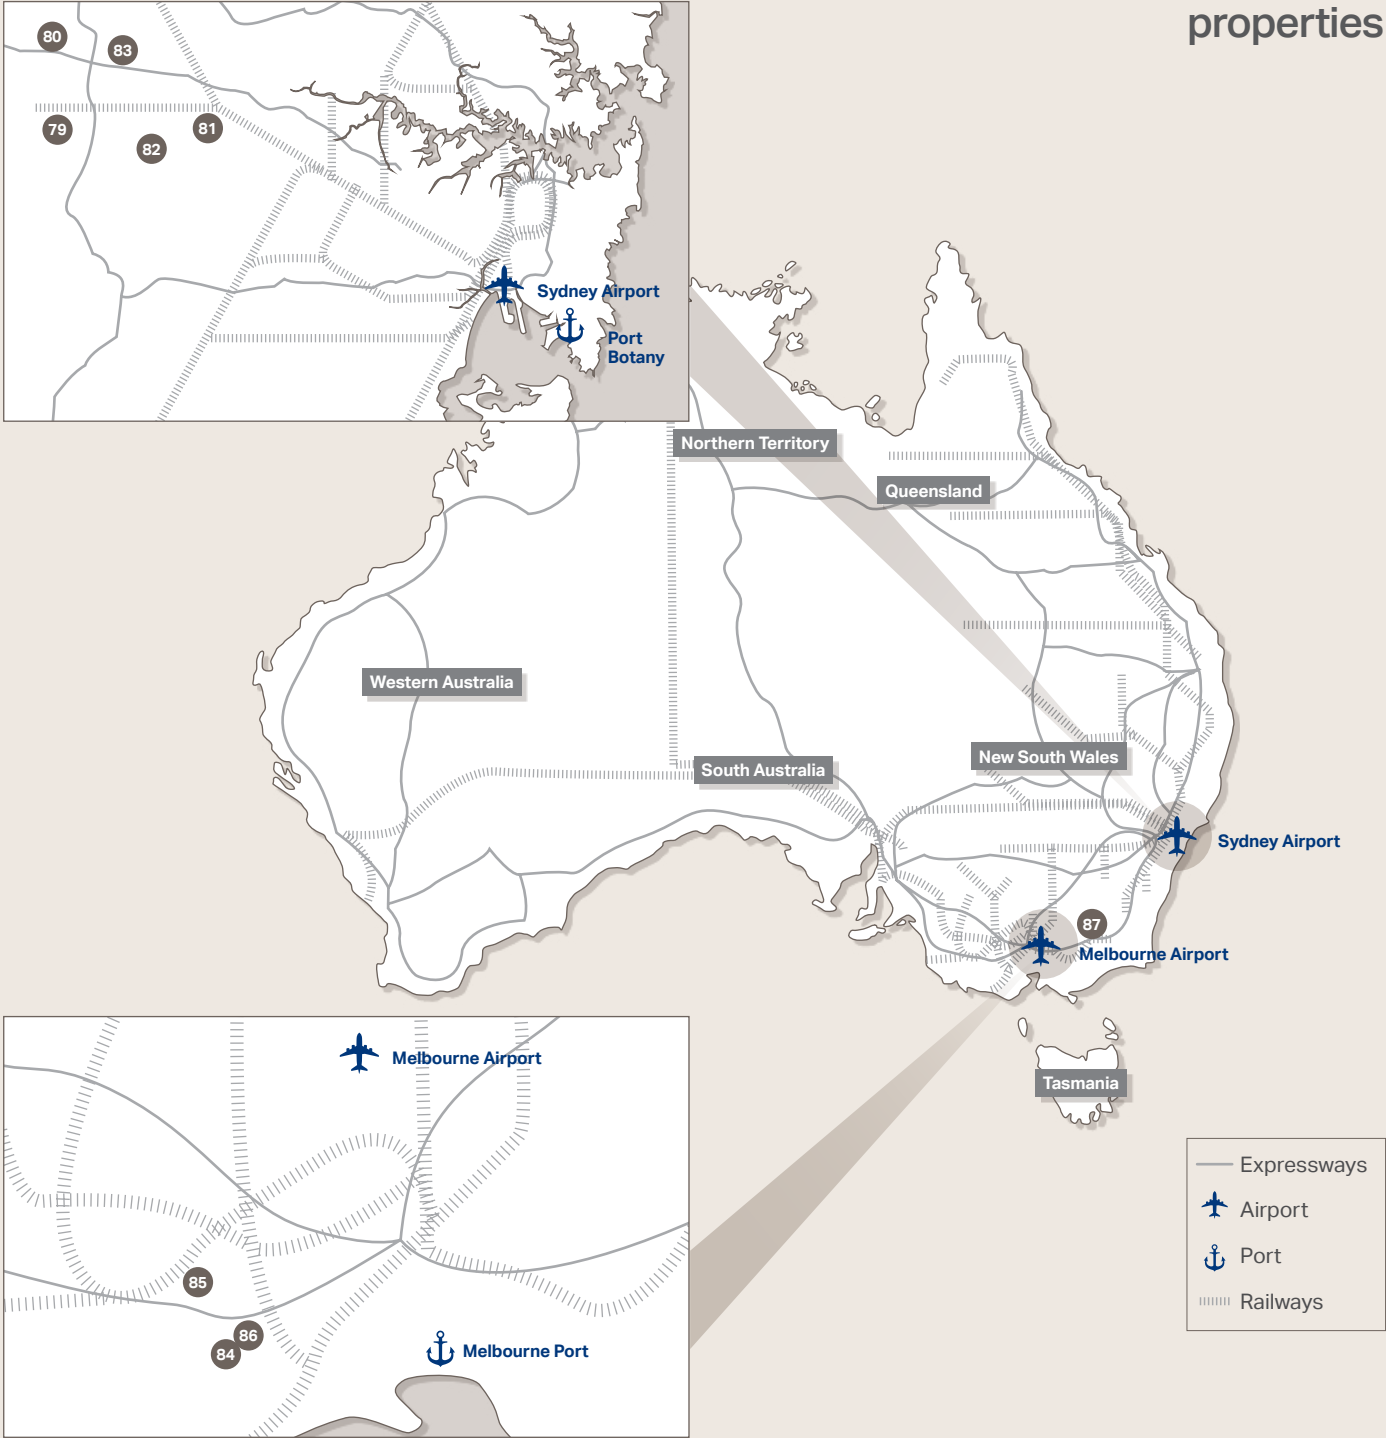 properties
80
83
79
82
81
Sydney Airport
Port
Botany
Northern Territory
Queensland
Western Australia
South Australia
New South Wales
Sydney Airport
87
Melbourne Airport
Tasmania
Melbourne Airport
85
86
84
Melbourne Port
Expressways
Airport
Port
Railways